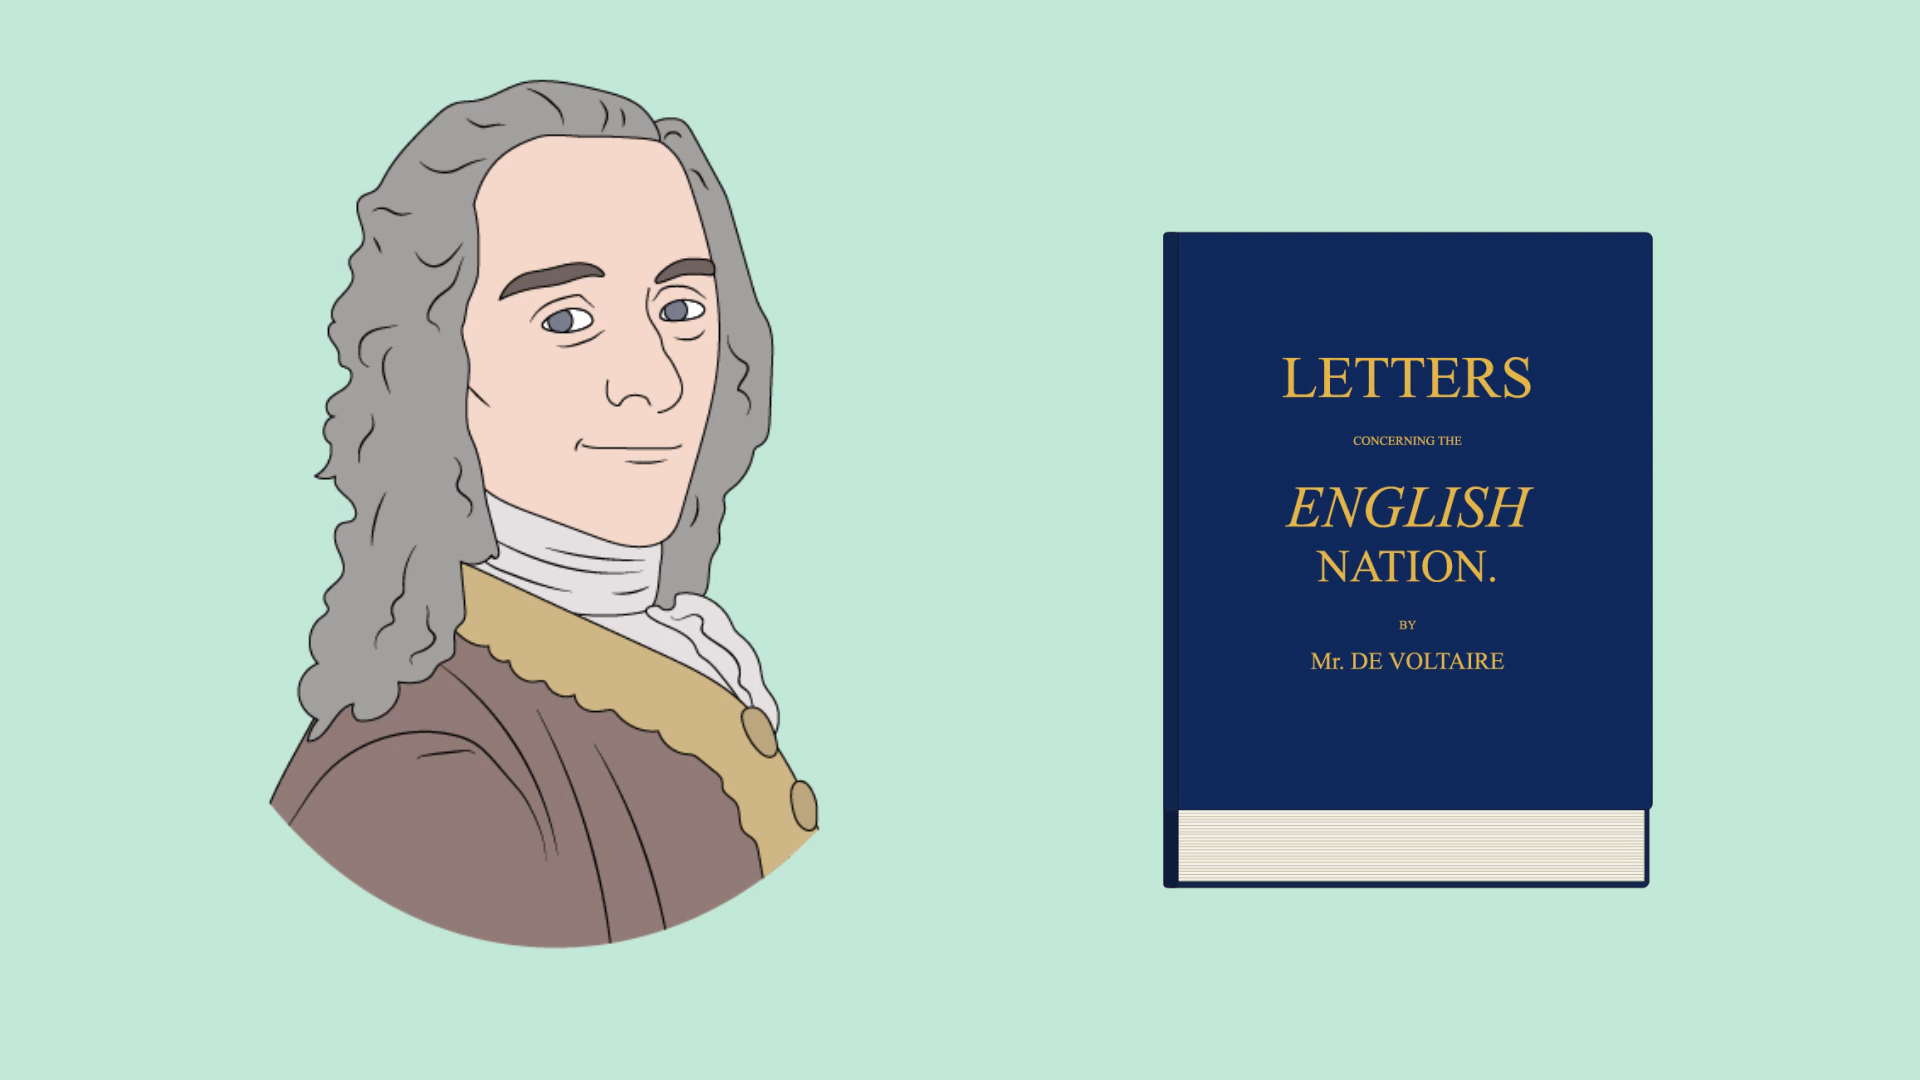 LETTERS
CONCERNING THE
ENGLISH
NATION.
BY
Mr. DE VOLTAIRE